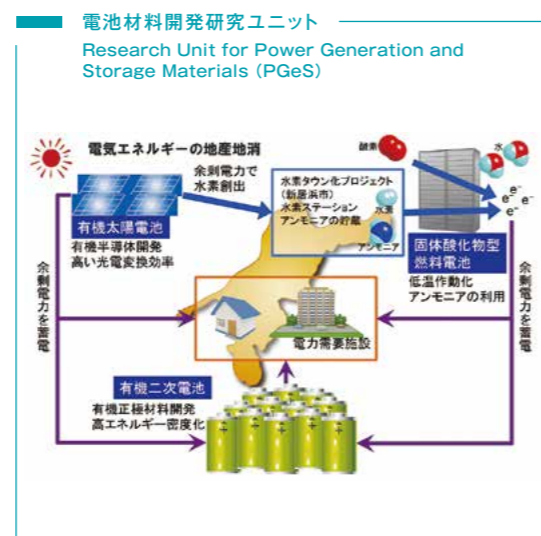 電池材料開発研究ユニット
Research Unit for Power Generation and
Storage Materials (PGeS)
電気エネルギーの地産地消
余剰電力で
水素創出
水素タウン化プロジェクト
(新居浜市)
水素ステーション
アンモニアの貯蔵
水素
アンモニア
酸素
水
e⁻
e⁻
e⁻
e⁻
有機太陽電池
有機半導体開発
高い光電変換効率
固体酸化物型
燃料電池
低温作動化
アンモニアの利用
余剰電力を蓄電
電力需要施設
余剰電力を蓄電
有機二次電池
有機正極材料開発
高エネルギー密度化